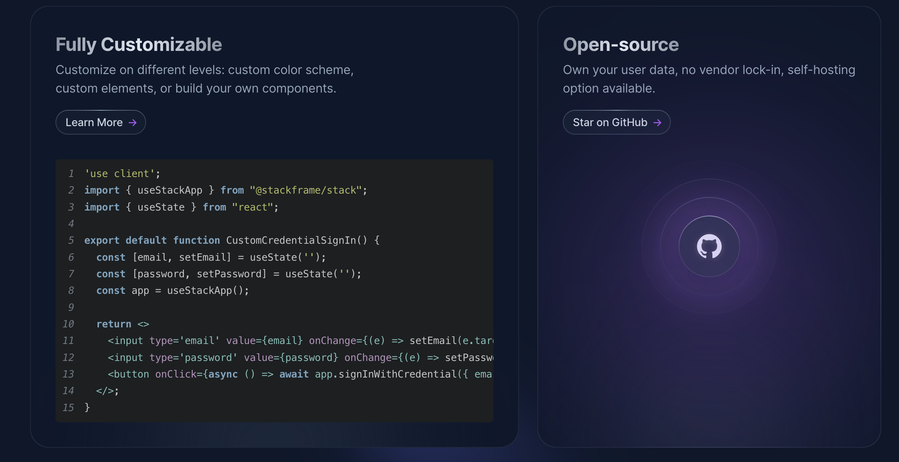 Fully Customizable
Customize on different levels: custom color scheme,
custom elements, or build your own components.
Learn More →
1 'use client';
2 import { useStackApp } from "@stackframe/stack";
3 import { useState } from "react";
4
5 export default function CustomCredentialSignIn() {
6   const [email, setEmail] = useState('');
7   const [password, setPassword] = useState('');
8   const app = useStackApp();
9
10   return <>
11     <input type='email' value={email} onChange={(e) => setEmail(e.tar
12     <input type='password' value={password} onChange={(e) => setPassw
13     <button onClick={async () => await app.signInWithCredential({ ema
14   </>;
15 }
Open-source
Own your user data, no vendor lock-in, self-hosting
option available.
Star on GitHub →